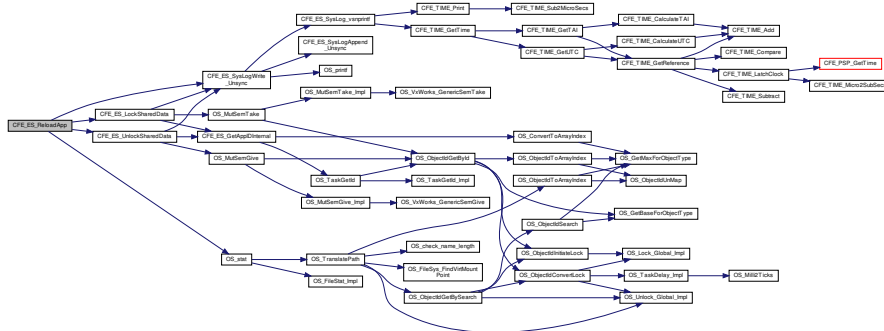 CFE_ES_ReloadApp
CFE_ES_LockSharedData
CFE_ES_UnlockSharedData
OS_stat
CFE_ES_SysLogWrite
_Unsync
OS_MutSemTake
CFE_ES_GetAppIDInternal
OS_MutSemGive
OS_TranslatePath
OS_FileStat_Impl
CFE_ES_SysLog_vsnprintf
CFE_ES_SysLogAppend
_Unsync
OS_printf
OS_MutSemTake_Impl
OS_TaskGetId
OS_MutSemGive_Impl
CFE_TIME_Print
CFE_TIME_GetTime
OS_VxWorks_GenericSemTake
OS_ObjectIdGetById
OS_TaskGetId_Impl
OS_VxWorks_GenericSemGive
OS_check_name_length
OS_FileSys_FindVirtMount
Point
OS_ObjectIdGetBySearch
CFE_TIME_Sub2MicroSecs
CFE_TIME_GetTAI
CFE_TIME_GetUTC
OS_ConvertToArrayIndex
OS_ObjectIdToArrayIndex
OS_ObjectIdToArrayIndex
OS_ObjectIdSearch
OS_ObjectIdInitiateLock
OS_ObjectIdConvertLock
CFE_TIME_CalculateTAI
CFE_TIME_CalculateUTC
CFE_TIME_GetReference
OS_GetMaxForObjectType
OS_ObjectIdUnMap
OS_GetBaseForObjectType
OS_Lock_Global_Impl
OS_TaskDelay_Impl
OS_Unlock_Global_Impl
CFE_TIME_Add
CFE_TIME_Compare
CFE_TIME_LatchClock
CFE_TIME_Subtract
OS_Milli2Ticks
CFE_PSP_GetTime
CFE_TIME_Micro2SubSecs